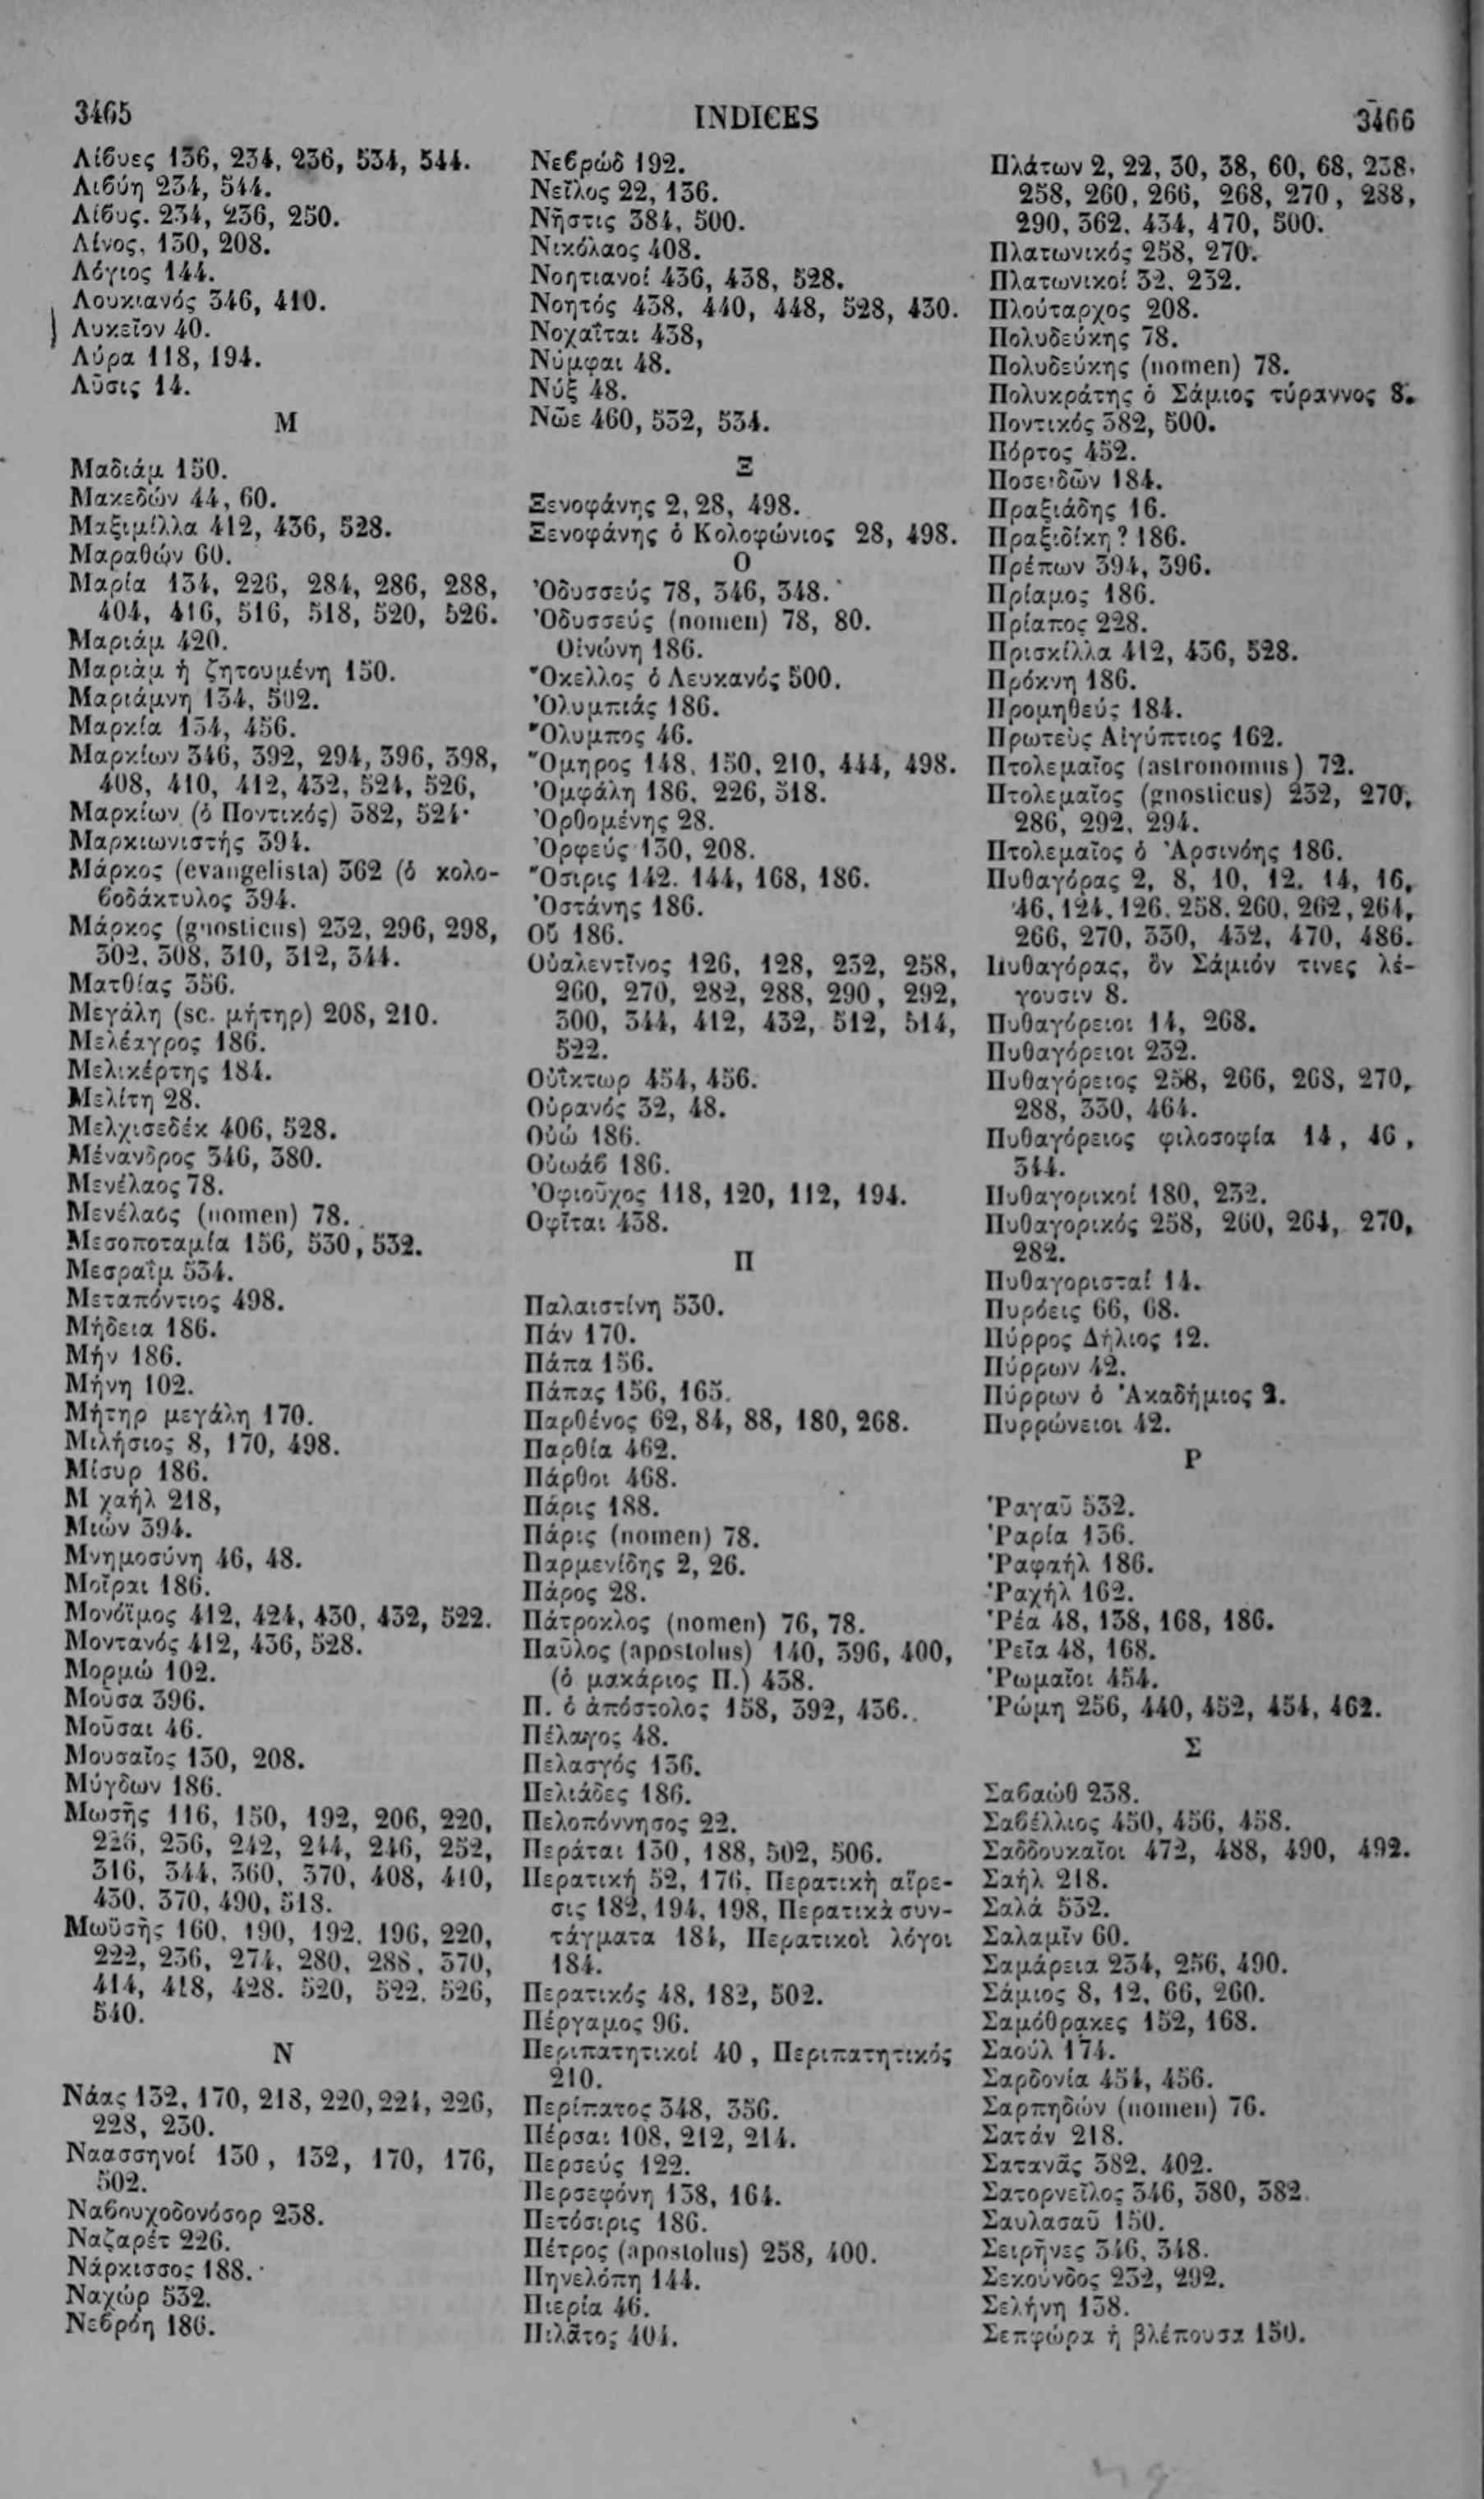 3465
INDICES
3466
Λίϐυες 136, 234, 236, 534, 544.
Λιϐύη 234, 544.
Λίϐυς. 234, 236, 250.
Λίνος, 130, 208.
Λόγιος 144.
Λουκιανός 346, 410.
Λυκεῖον 40.
Λύρα 118, 194.
Λῦσις 14.
Μ
Μαδιάμ 150.
Μακεδών 44, 60.
Μαξιμίλλα 412, 436, 528.
Μαραθών 60.
Μαρία 134, 226, 284, 286, 288,
404, 416, 516, 518, 520, 526.
Μαριάμ 420.
Μαριὰμ ἡ ζητουμένη 150.
Μαριάμνη 134, 502.
Μαρκία 454, 456.
Μαρκίων 346, 392, 294, 396, 398,
408, 410, 412, 432, 524, 526,
Μαρκίων (ὁ Ποντικός) 382, 524·
Μαρκιωνιστής 394.
Μάρκος (evangelista) 362 (ὁ κολο-
ϐοδάκτυλος 394.
Μάρκος (gnosticus) 232, 296, 298,
302, 308, 310, 312, 344.
Ματθίας 356.
Μεγάλη (sc. μήτηρ) 208, 210.
Μελέαγρος 186.
Μελικέρτης 184.
Μελίτη 28.
Μελχισεδέκ 406, 528.
Μένανδρος 346, 380.
Μενέλαος 78.
Μενέλαος (nomen) 78.
Μεσοποταμία 156, 530, 532.
Μεσραΐμ 534.
Μεταπόντιος 498.
Μήδεια 186.
Μήν 186.
Μήνη 102.
Μήτηρ μεγάλη 170.
Μιλήσιος 8, 170, 498.
Μίσυρ 186.
Μ χαήλ 218,
Μιών 394.
Μνημοσύνη 46, 48.
Μοῖραι 186.
Μονόϊμος 412, 424, 430, 432, 522.
Μοντανός 412, 436, 528.
Μορμώ 102.
Μοῦσα 396.
Μοῦσαι 46.
Μουσαῖος 130, 208.
Μύγδων 186.
Μωσῆς 116, 150, 192, 206, 220,
226, 236, 242, 244, 246, 252,
316, 344, 360, 370, 408, 410,
430, 370, 490, 518.
Μωϋσῆς 160, 190, 192, 196, 220,
222, 236, 274, 280, 288, 370,
414, 418, 428. 520, 522, 526,
540.
Ν
Νάας 132, 170, 218, 220, 224, 226,
228, 230.
Ναασσηνοί 130, 132, 170, 176,
502.
Ναϐουχοδονόσορ 238.
Ναζαρέτ 226.
Νάρκισσος 188.
Ναχώρ 532.
Νεϐρόη 186.
Νεϐρώδ 192.
Νεῖλος 22, 136.
Νῆστις 384, 500.
Νικόλαος 408.
Νοητιανοί 436, 438, 528.
Νοητός 438, 440, 448, 528, 430.
Νοχαΐται 438,
Νύμφαι 48.
Νύξ 48.
Νῶε 460, 532, 534.
Ξ
Ξενοφάνης 2, 28, 498.
Ξενοφάνης ὁ Κολοφώνιος 28, 498.
Ο
Ὀδυσσεύς 78, 346, 348.
Ὀδυσσεύς (nomen) 78, 80.
Οἰνώνη 186.
Ὄκελλος ὁ Λευκανός 500.
Ὀλυμπιάς 186.
Ὄλυμπος 46.
Ὅμηρος 148, 150, 210, 444, 498.
Ὀμφάλη 186, 226, 518.
Ὀρθομένης 28.
Ὀρφεύς 130, 208.
Ὄσιρις 142. 144, 168, 186.
Ὀστάνης 186.
Οὐ 186.
Οὐαλεντῖνος 126, 128, 232, 258,
260, 270, 282, 288, 290, 292,
300, 344, 412, 432, 512, 514,
522.
Οὐΐκτωρ 454, 456.
Οὐρανός 32, 48.
Οὐώ 186.
Οὐωάϐ 186.
Ὀφιοῦχος 118, 120, 112, 194.
Οφῖται 438.
Π
Παλαιστίνη 530.
Πάν 170.
Πάπα 156.
Πάπας 156, 165.
Παρθένος 62, 84, 88, 180, 268.
Παρθία 462.
Πάρθοι 468.
Πάρις 188.
Πάρις (nomen) 78.
Παρμενίδης 2, 26.
Πάρος 28.
Πάτροκλος (nomen) 76, 78.
Παῦλος (apostolus) 140, 396, 400,
(ὁ μακάριος Π.) 438.
Π. ὁ ἀπόστολος 158, 392, 436.
Πέλαγος 48.
Πελασγός 136.
Πελιάδες 186.
Πελοπόννησος 22.
Περάται 130, 188, 502, 506.
Περατική 52, 176, Περατικὴ αἵρε-
σις 182, 194, 198, Περατικὰ συν-
τάγματα 184, Περατικοὶ λόγοι
184.
Περατικός 48, 182, 502.
Πέργαμος 96.
Περιπατητικοί 40, Περιπατητικός
210.
Περίπατος 348, 356.
Πέρσαι 108, 212, 214.
Περσεύς 122.
Περσεφόνη 138, 164.
Πετόσιρις 186.
Πέτρος (apostolus) 258, 400.
Πηνελόπη 144.
Πιερία 46.
Πιλᾶτος 404.
Πλάτων 2, 22, 30, 38, 60, 68, 238,
258, 260, 266, 268, 270, 288,
290, 362, 434, 470, 500.
Πλατωνικός 258, 270.
Πλατωνικοί 32, 232.
Πλούταρχος 208.
Πολυδεύκης 78.
Πολυδεύκης (nomen) 78.
Πολυκράτης ὁ Σάμιος τύραννος 8.
Ποντικός 382, 500.
Πόρτος 452.
Ποσειδῶν 184.
Πραξιάδης 16.
Πραξιδίκη? 186.
Πρέπων 394, 396.
Πρίαμος 186.
Πρίαπος 228.
Πρισκίλλα 412, 436, 528.
Πρόκνη 186.
Προμηθεύς 184.
Πρωτεὺς Αἰγύπτιος 162.
Πτολεμαῖος (astronomus) 72.
Πτολεμαῖος (gnosticus) 232, 270,
286, 292, 294.
Πτολεμαῖος ὁ Ἀρσινόης 186.
Πυθαγόρας 2, 8, 10, 12. 14, 16,
46, 124, 126, 258, 260, 262, 264,
266, 270, 330, 432, 470, 486.
Πυθαγόρας, ὃν Σάμιόν τινες λέ-
γουσιν 8.
Πυθαγόρειοι 14, 268.
Πυθαγόρειοι 232.
Πυθαγόρειος 258, 266, 268, 270,
288, 330, 464.
Πυθαγόρειος φιλοσοφία 14, 46,
344.
Πυθαγορικοί 180, 232.
Πυθαγορικός 258, 260, 264, 270,
282.
Πυθαγορισταί 14.
Πυρόεις 66, 68.
Πύρρος Δήλιος 12.
Πύρρων 42.
Πύρρων ὁ Ἀκαδήμιος 2.
Πυρρώνειοι 42.
Ρ
Ῥαγαῦ 532.
Ῥαρία 136.
Ῥαφαήλ 186.
Ῥαχήλ 162.
Ῥέα 48, 138, 168, 186.
Ῥεῖα 48, 168.
Ῥωμαῖοι 454.
Ῥώμη 256, 440, 452, 454, 462.
Σ
Σαϐαώθ 238.
Σαϐέλλιος 450, 456, 458.
Σαδδουκαῖοι 472, 488, 490, 492.
Σαήλ 218.
Σαλά 532.
Σαλαμῖν 60.
Σαμάρεια 234, 256, 490.
Σάμιος 8, 12, 66, 260.
Σαμόθρᾳκες 152, 168.
Σαούλ 174.
Σαρδονία 454, 456.
Σαρπηδών (nomen) 76.
Σατάν 218.
Σατανᾶς 382. 402.
Σατορνεῖλος 346, 380, 382.
Σαυλασαῦ 150.
Σειρῆνες 346, 348.
Σεκοῦνδος 232, 292.
Σελήνη 138.
Σεπφώρα ἡ βλέπουσα 150.